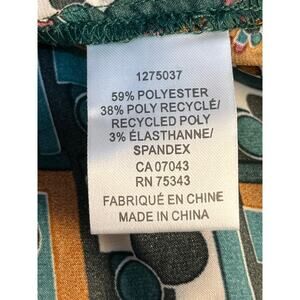 1275037
59% POLYESTER
38% POLY RECYCLÉ/
RECYCLED POLY
3% ÉLASTHANNE/
SPANDEX
CA 07043
RN 75343
FABRIQUÉ EN CHINE
MADE IN CHINA